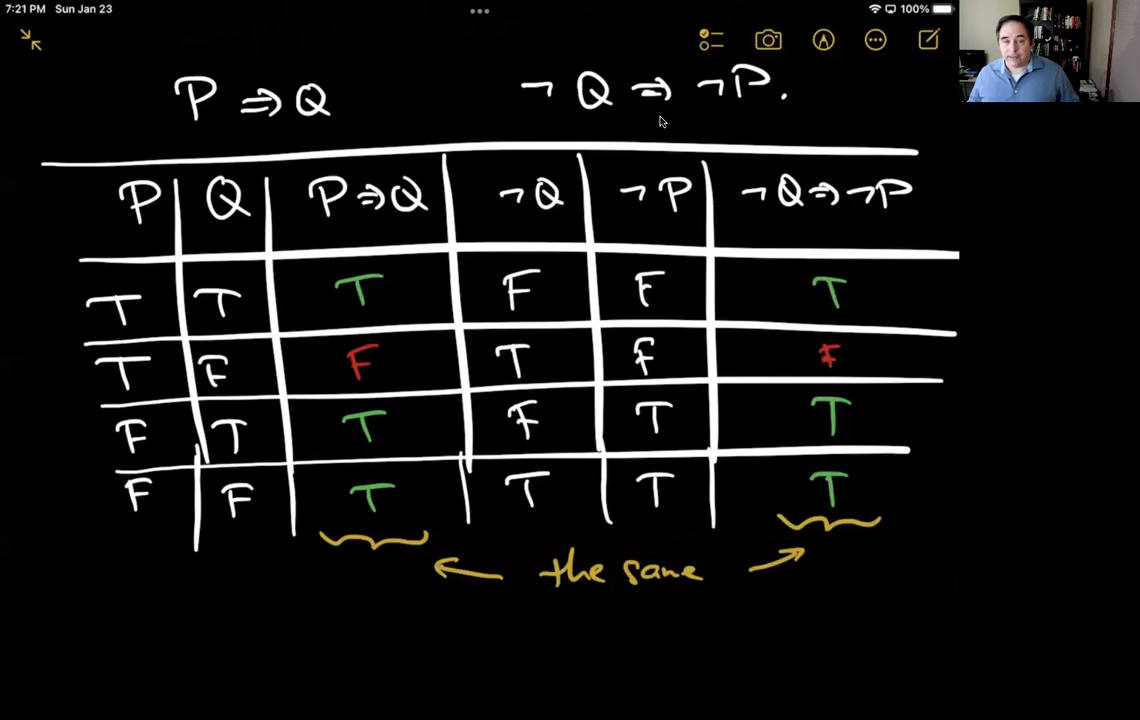 7:21 PM Sun Jan 23 100%
P ⇒ Q ¬ Q ⇒ ¬ P.
P Q P ⇒ Q ¬ Q ¬ P ¬ Q ⇒ ¬ P
T T T F F T
T F F T F F
F T T F T T
F F T T T T
the same